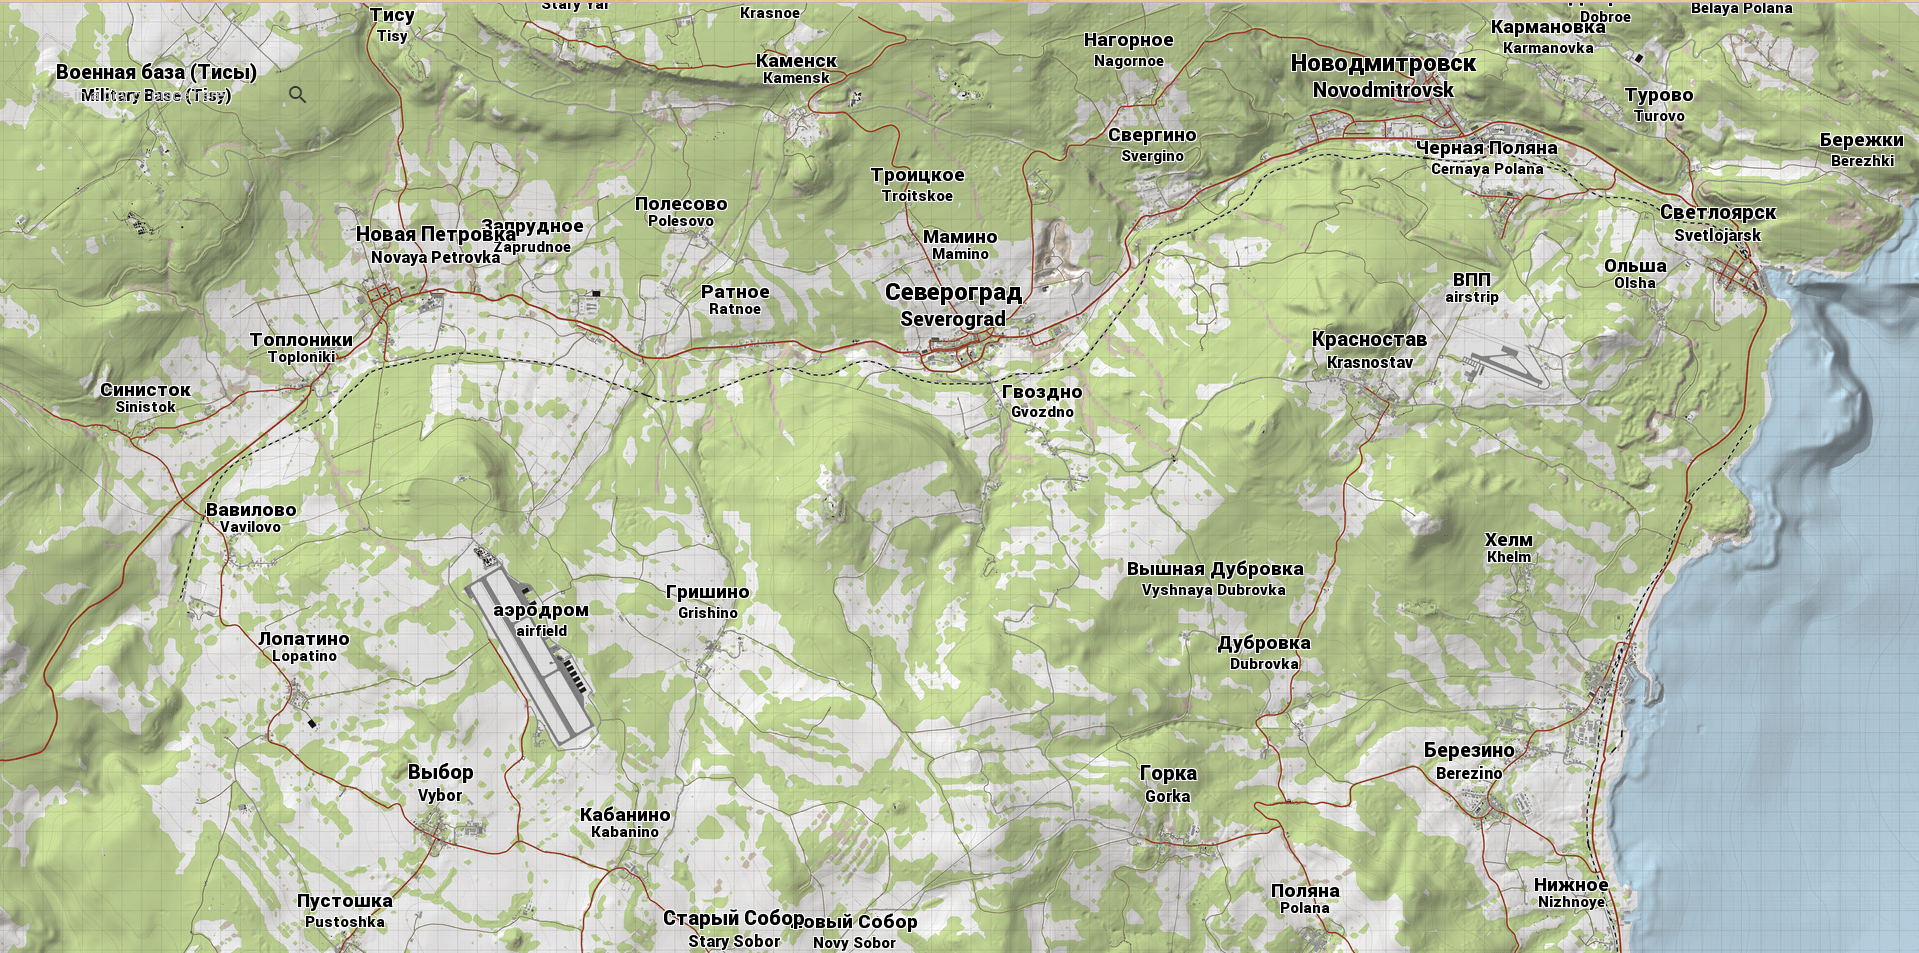 Тису
Tisy
Stary Yar
Krasnoe
Нагорное
Nagornoe
Dobroe
Кармановка
Karmanovka
Belaya Polana
Военная база (Тисы)
Military Base (Tisy)
Каменск
Kamensk
Новодмитровск
Novodmitrovsk
Турово
Turovo
Свергино
Svergino
Черная Поляна
Cernaya Polana
Бережки
Berezhki
Троицкое
Troitskoe
Полесово
Polesovo
Запрудное
Zaprudnoe
Новая Петровка
Novaya Petrovka
Мамино
Mamino
Светлоярск
Svetlojarsk
Ольша
Olsha
ВПП
airstrip
Ратное
Ratnoe
Североград
Severograd
Топлоники
Toploniki
Красностав
Krasnostav
Синисток
Sinistok
Гвоздно
Gvozdno
Вавилово
Vavilovo
Хелм
Khelm
Вышная Дубровка
Vyshnaya Dubrovka
Гришино
Grishino
аэродром
airfield
Лопатино
Lopatino
Дубровка
Dubrovka
Березино
Berezino
Выбор
Vybor
Горка
Gorka
Кабанино
Kabanino
Нижное
Nizhnoye
Поляна
Polana
Пустошка
Pustoshka
Старый Собор
Stary Sobor
овый Собор
Novy Sobor